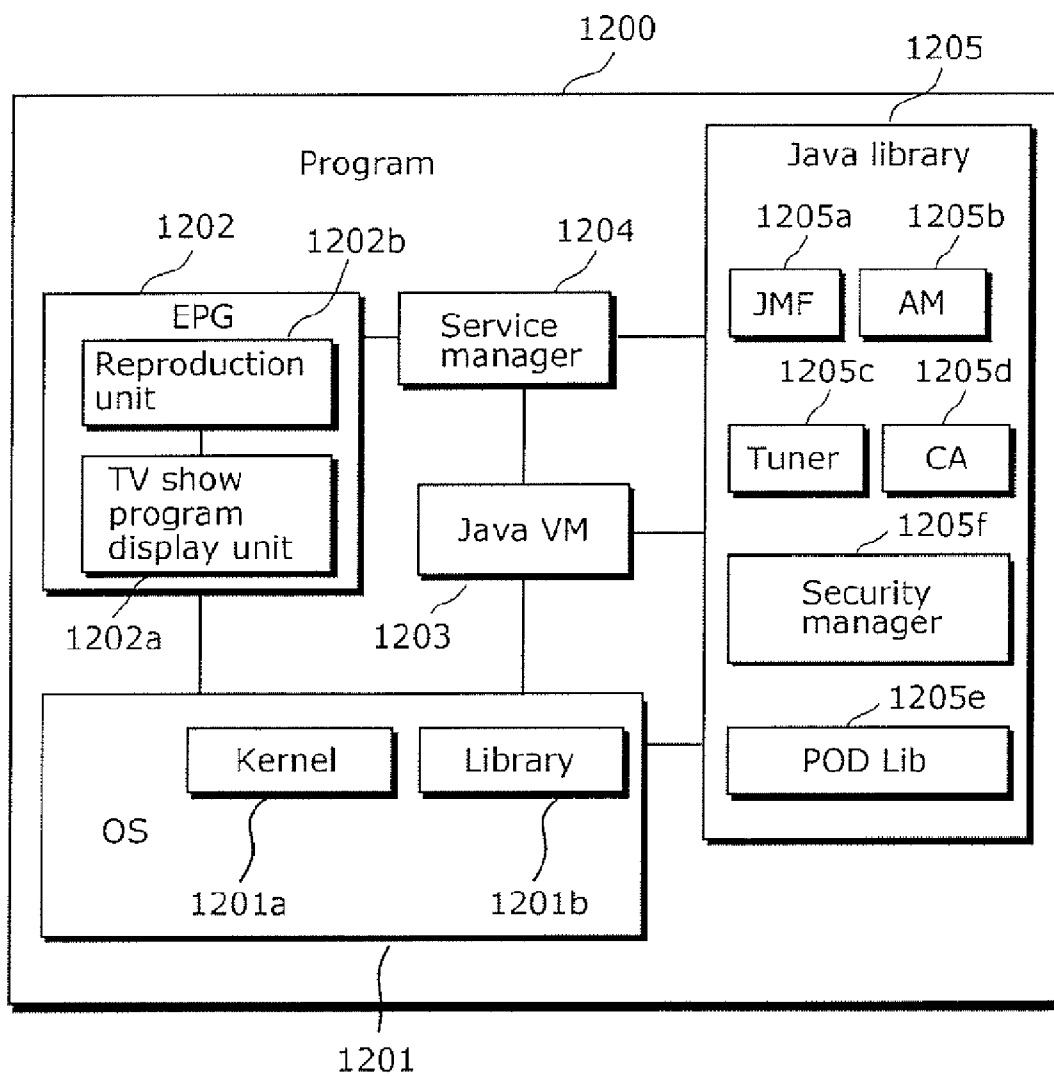 1200
1205
Program
Java library
1202
1202b
1204
1205a
1205b
EPG
Reproduction
unit
Service
manager
JMF
AM
1205c
1205d
TV show
program
display unit
Java VM
Tuner
CA
1205f
1202a
1203
Security
manager
1205e
Kernel
Library
POD Lib
OS
1201a
1201b
1201